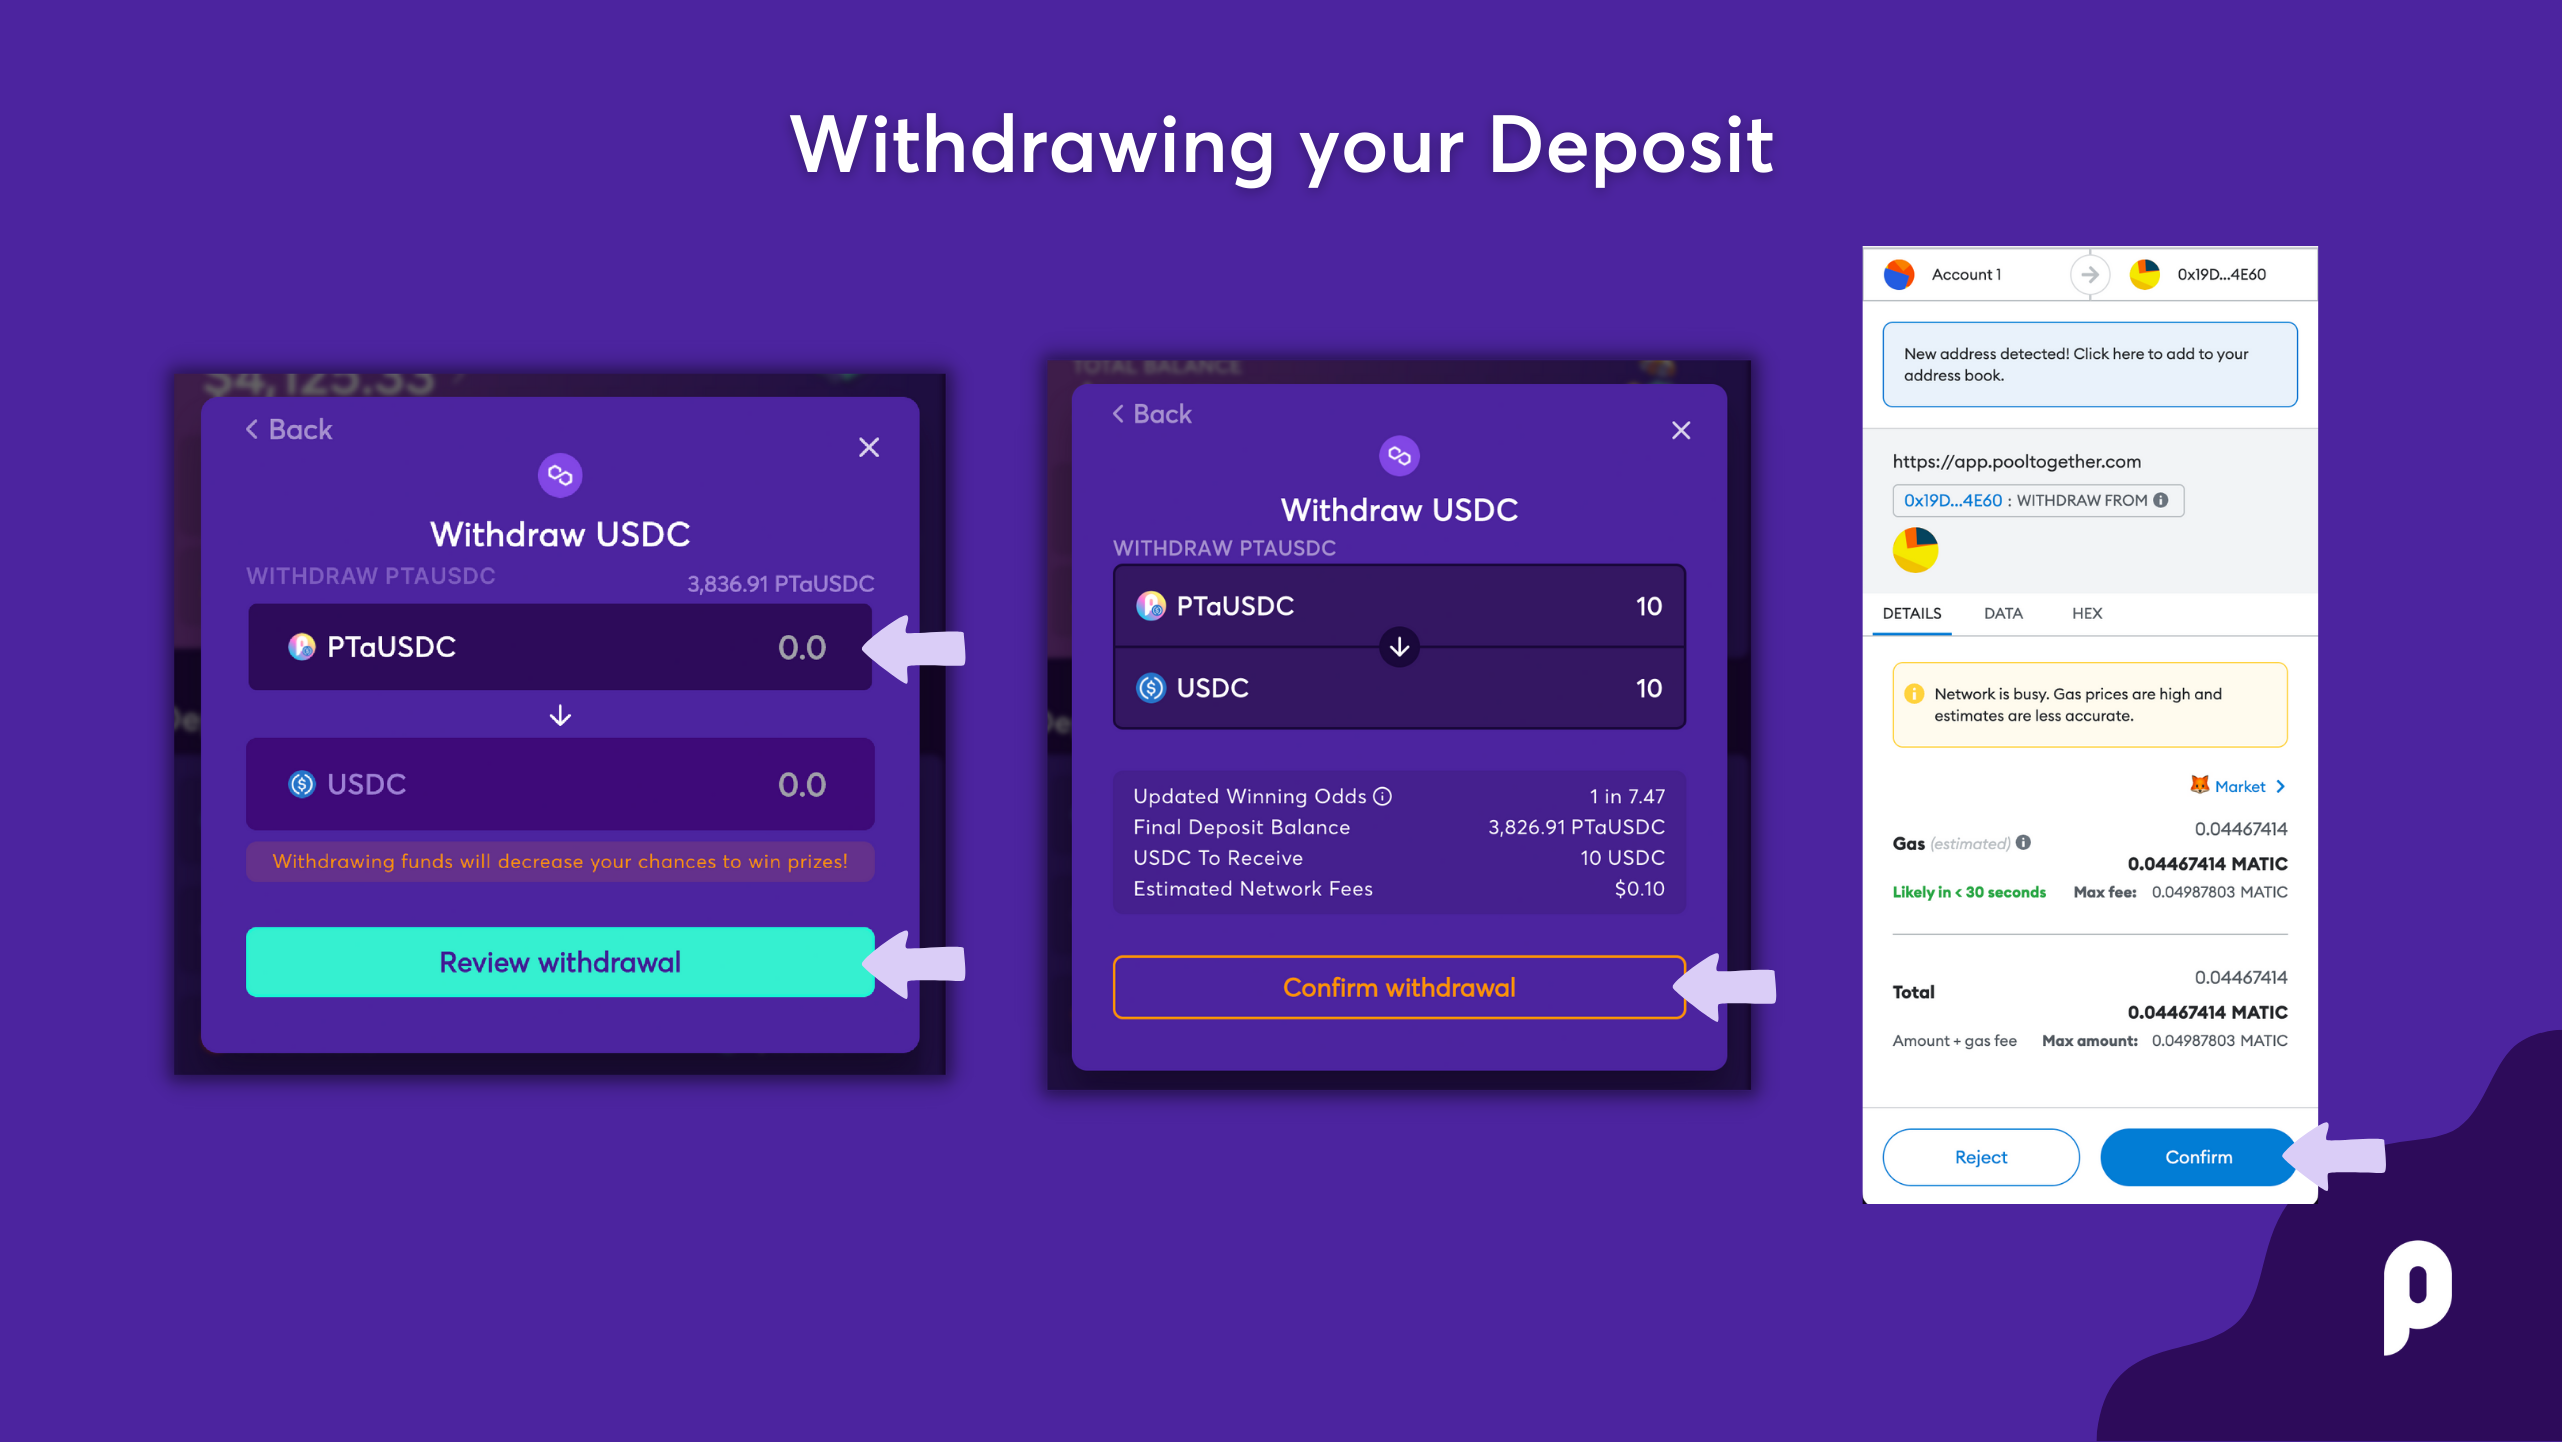 Withdrawing your Deposit
$4,125.33
Back
Withdraw USDC
WITHDRAW PTAUSDC
3,836.91 PTaUSDC
PTaUSDC
0.0
USDC
0.0
Withdrawing funds will decrease your chances to win prizes!
Review withdrawal
TOTAL BALANCE
Back
Withdraw USDC
WITHDRAW PTAUSDC
PTaUSDC
10
USDC
10
Updated Winning Odds 1 in 7.47
Final Deposit Balance 3,826.91 PTaUSDC
USDC To Receive 10 USDC
Estimated Network Fees $0.10
Confirm withdrawal
Account 1
0x19D...4E60
New address detected! Click here to add to your
address book.
https://app.pooltogether.com
0x19D...4E60 : WITHDRAW FROM
DETAILS DATA HEX
Network is busy. Gas prices are high and
estimates are less accurate.
Market
0.04467414
Gas (estimated)
0.04467414 MATIC
Likely in < 30 seconds Max fee: 0.04987803 MATIC
0.04467414
Total
0.04467414 MATIC
Amount + gas fee Max amount: 0.04987803 MATIC
Reject
Confirm